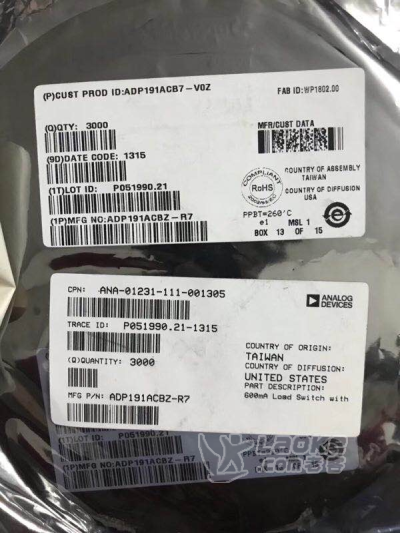 (P)CUST PROD ID:ADP191ACB7-V0Z
FAB ID:WP1802.00
(Q)QTY: 3000
MFR/CUST DATA
(9D)DATE CODE: 1315
COUNTRY OF ASSEMBLY
TAIWAN
COMPLIANT
RoHS
COUNTRY OF DIFFUSION
USA
(1T)LOT ID: P051990.21
PPBT=260°C
e1 MSL 1
(1P)MFG NO:ADP191ACBZ-R7
BOX 13 OF 15
CPN: ANA-01231-111-001305
ANALOG
DEVICES
TRACE ID: P051990.21-1315
COUNTRY OF ORIGIN:
TAIWAN
(Q)QUANTITY: 3000
COUNTRY OF DIFFUSION:
UNITED STATES
PART DESCRIPTION:
MFG P/N: ADP191ACBZ-R7
600mA Load Switch with
(1T)LOT ID: P051990.21
(1P)MFG NO:ADP191ACBZ-R7